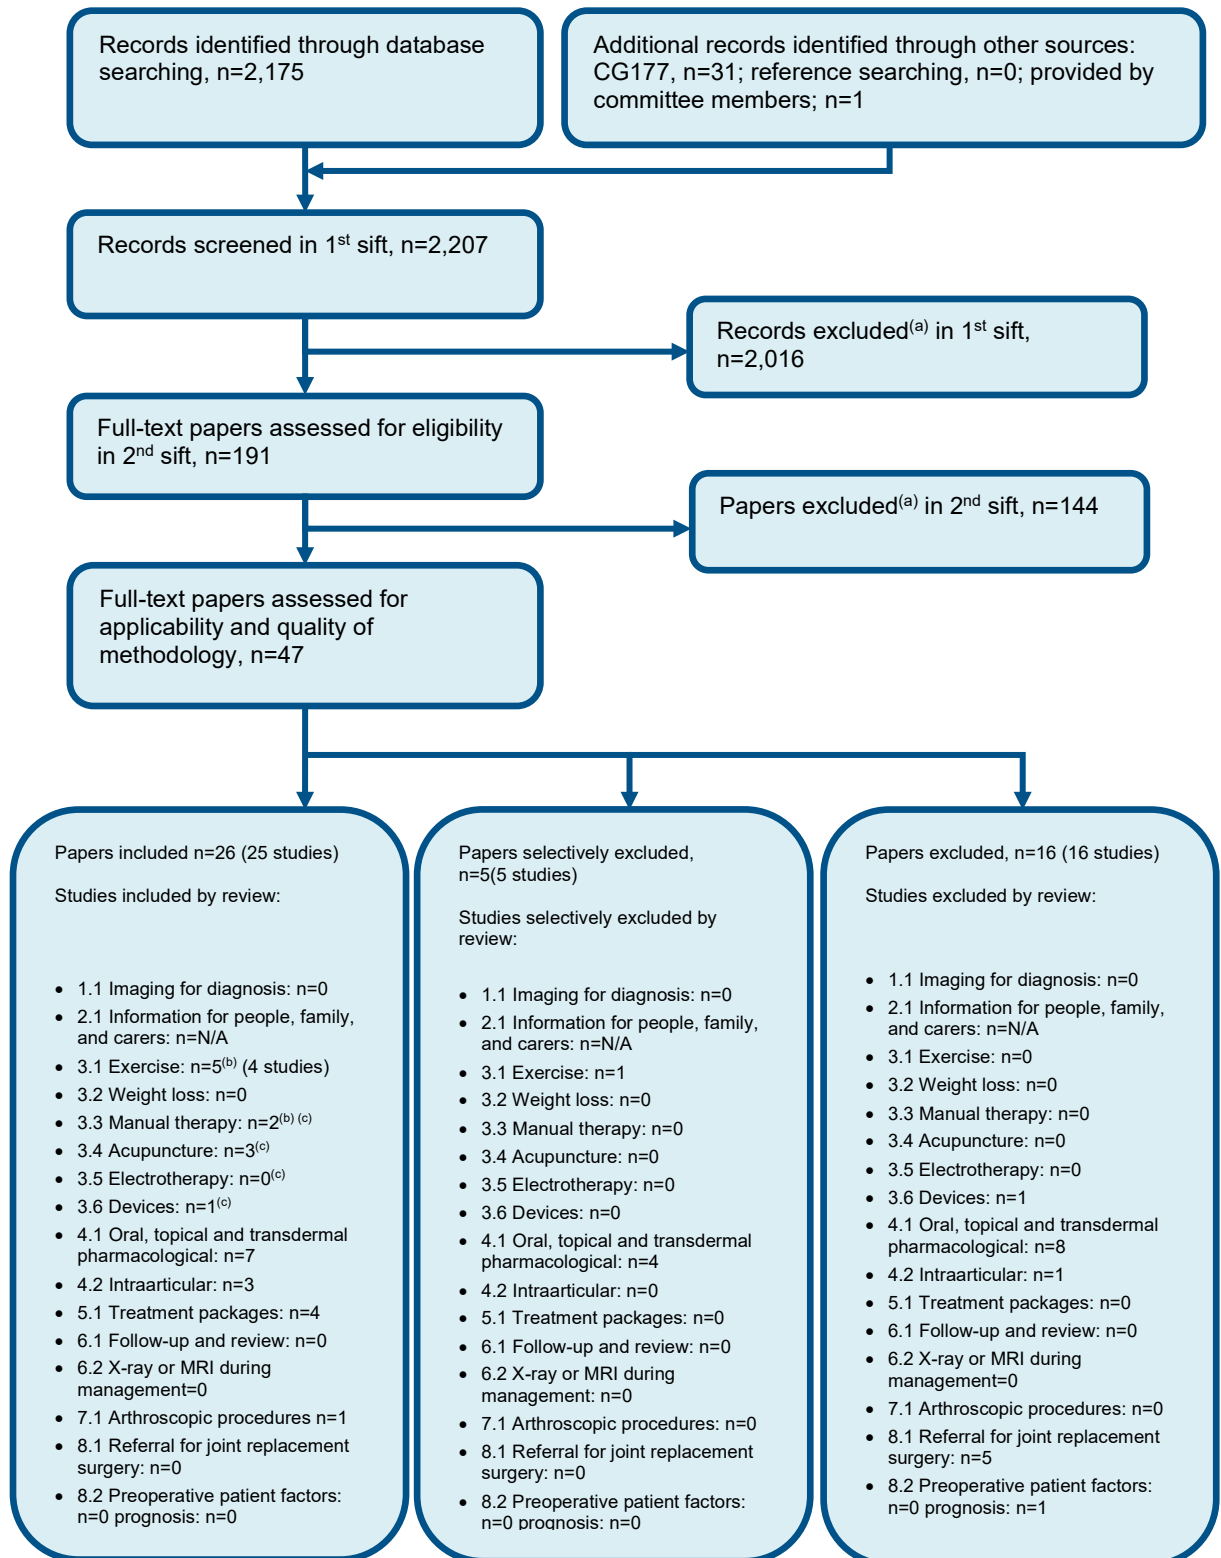 Records identified through database
searching, n=2,175
Additional records identified through other sources:
CG177, n=31; reference searching, n=0; provided by
committee members; n=1
Records screened in 1st sift, n=2,207
Records excluded(a) in 1st sift,
n=2,016
Full-text papers assessed for eligibility
in 2nd sift, n=191
Papers excluded(a) in 2nd sift, n=144
Full-text papers assessed for
applicability and quality of
methodology, n=47
Papers included n=26 (25 studies)
Studies included by review:
• 1.1 Imaging for diagnosis: n=0
• 2.1 Information for people, family,
and carers: n=N/A
• 3.1 Exercise: n=5(b) (4 studies)
• 3.2 Weight loss: n=0
• 3.3 Manual therapy: n=2(b) (c)
• 3.4 Acupuncture: n=3(c)
• 3.5 Electrotherapy: n=0(c)
• 3.6 Devices: n=1(c)
• 4.1 Oral, topical and transdermal
pharmacological: n=7
• 4.2 Intraarticular: n=3
• 5.1 Treatment packages: n=4
• 6.1 Follow-up and review: n=0
• 6.2 X-ray or MRI during
management=0
• 7.1 Arthroscopic procedures n=1
• 8.1 Referral for joint replacement
surgery: n=0
• 8.2 Preoperative patient factors:
n=0 prognosis: n=0
Papers selectively excluded,
n=5(5 studies)
Studies selectively excluded by
review:
• 1.1 Imaging for diagnosis: n=0
• 2.1 Information for people, family,
and carers: n=N/A
• 3.1 Exercise: n=1
• 3.2 Weight loss: n=0
• 3.3 Manual therapy: n=0
• 3.4 Acupuncture: n=0
• 3.5 Electrotherapy: n=0
• 3.6 Devices: n=0
• 4.1 Oral, topical and transdermal
pharmacological: n=4
• 4.2 Intraarticular: n=0
• 5.1 Treatment packages: n=0
• 6.1 Follow-up and review: n=0
• 6.2 X-ray or MRI during
management: n=0
• 7.1 Arthroscopic procedures: n=0
• 8.1 Referral for joint replacement
surgery: n=0
• 8.2 Preoperative patient factors:
n=0 prognosis: n=0
Papers excluded, n=16 (16 studies)
Studies excluded by review:
• 1.1 Imaging for diagnosis: n=0
• 2.1 Information for people, family,
and carers: n=N/A
• 3.1 Exercise: n=0
• 3.2 Weight loss: n=0
• 3.3 Manual therapy: n=0
• 3.4 Acupuncture: n=0
• 3.5 Electrotherapy: n=0
• 3.6 Devices: n=1
• 4.1 Oral, topical and transdermal
pharmacological: n=8
• 4.2 Intraarticular: n=1
• 5.1 Treatment packages: n=0
• 6.1 Follow-up and review: n=0
• 6.2 X-ray or MRI during
management=0
• 7.1 Arthroscopic procedures: n=0
• 8.1 Referral for joint replacement
surgery: n=5
• 8.2 Preoperative patient factors:
n=0 prognosis: n=1